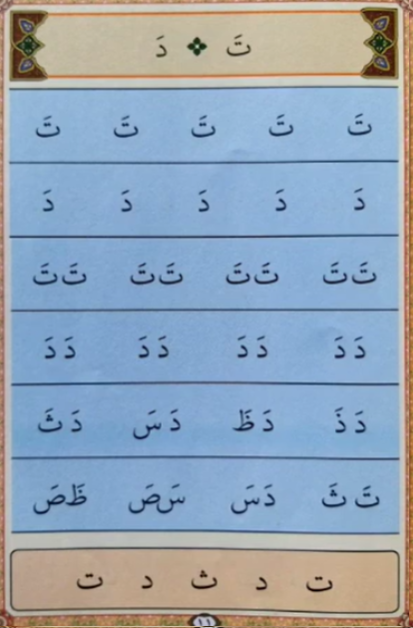 تَ دَ
تَ تَ تَ تَ تَ
دَ دَ دَ دَ دَ
تَ تَ تَ تَ تَ تَ تَ تَ
دَ دَ دَ دَ دَ دَ دَ دَ
دَ ذَ دَ ظَ دَ سَ دَ ثَ
تَ ثَ دَ سَ سَ صَ ظَ صَ
ت د ث د ت
١١